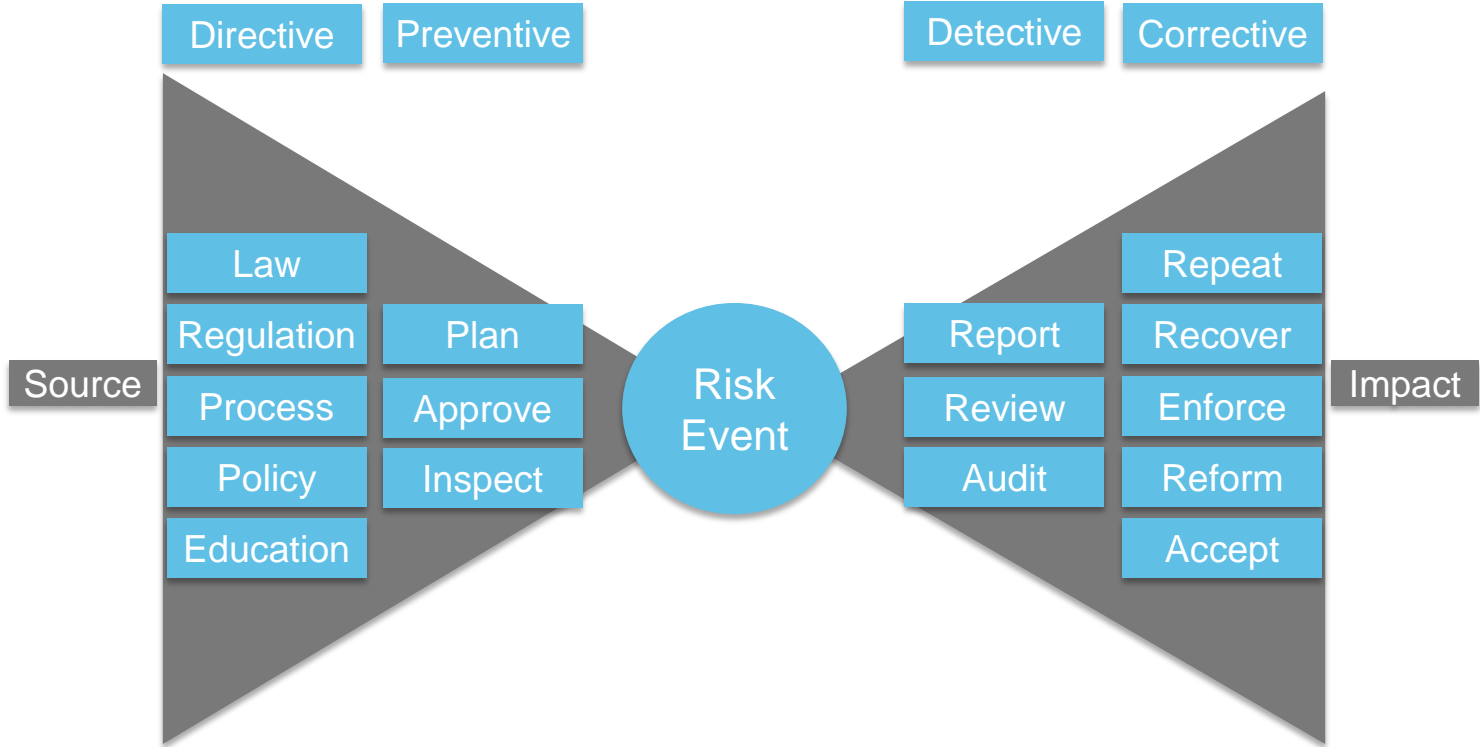 Directive
Preventive
Detective
Corrective
Source
Law
Regulation
Process
Policy
Education
Plan
Approve
Inspect
Risk
Event
Report
Review
Audit
Repeat
Recover
Enforce
Reform
Accept
Impact